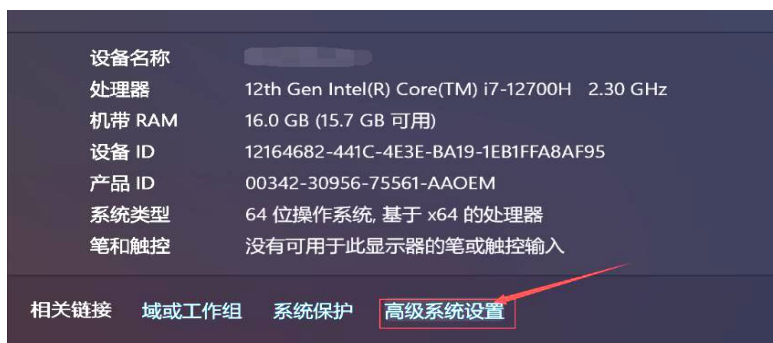 设备名称
处理器 12th Gen Intel(R) Core(TM) i7-12700H 2.30 GHz
机带 RAM 16.0 GB (15.7 GB 可用)
设备 ID 12164682-441C-4E3E-BA19-1EB1FFA8AF95
产品 ID 00342-30956-75561-AAOEM
系统类型 64 位操作系统, 基于 x64 的处理器
笔和触控 没有可用于此显示器的笔或触控输入
相关链接 域或工作组 系统保护 高级系统设置